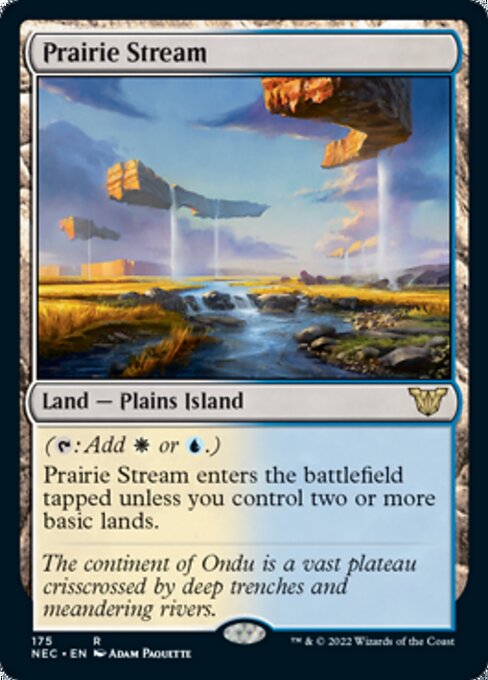 Prairie Stream
Land — Plains Island
(T: Add W or U.)
Prairie Stream enters the battlefield
tapped unless you control two or more
basic lands.
The continent of Ondu is a vast plateau
crisscrossed by deep trenches and
meandering rivers.
175 R
NEC • EN Adam Paquette
™ & © 2022 Wizards of the Coast